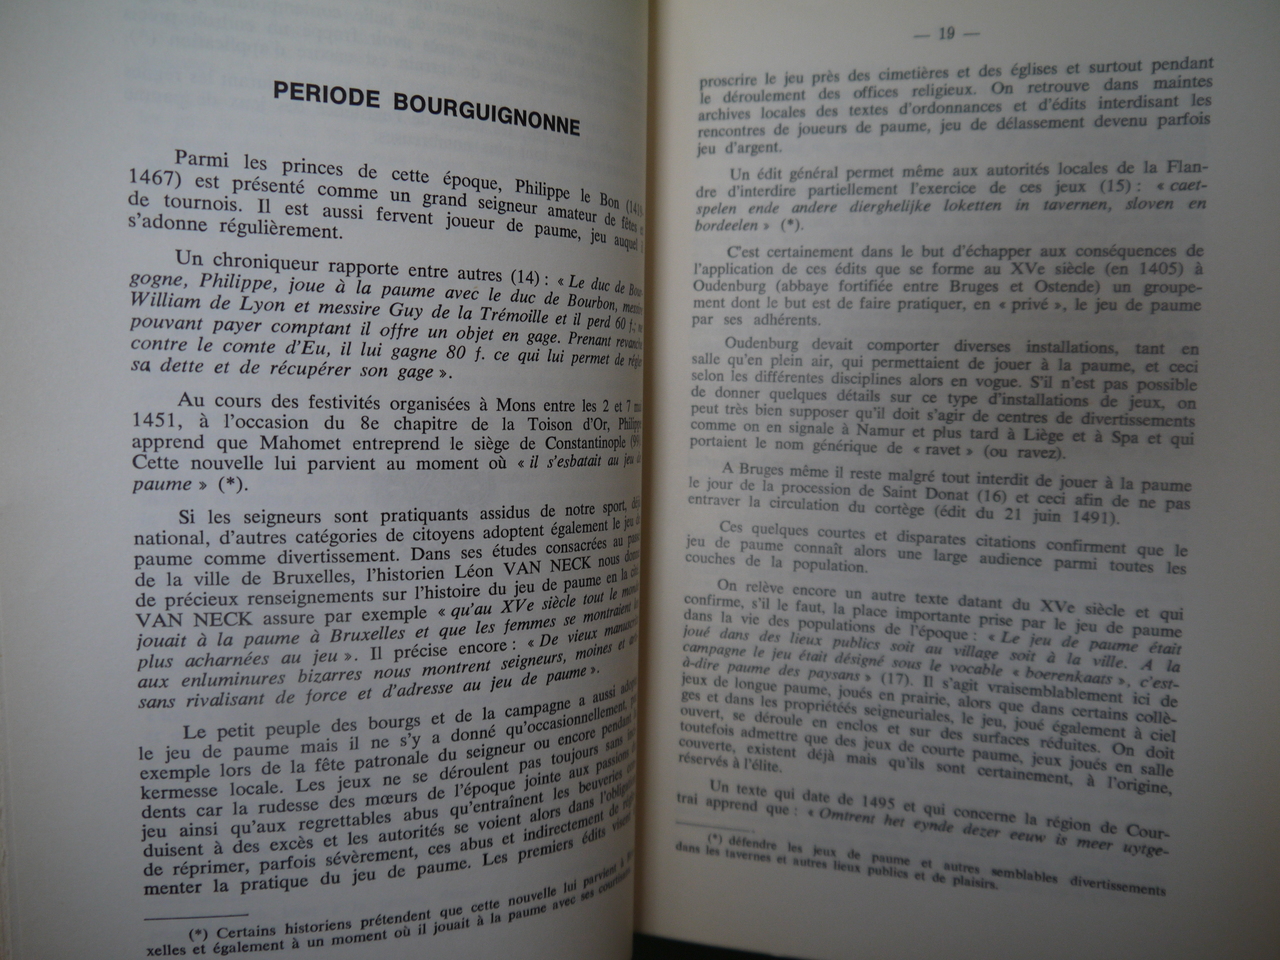 PERIODE BOURGUIGNONNE
Parmi les princes de cette époque, Philippe le Bon
1467) est présenté comme un grand seigneur amateur de fêtes
de tournois. Il est aussi fervent joueur de paume, jeu auquel
s'adonne régulièrement.
Un chroniqueur rapporte entre autres (14) : « Le duc de Bour-
gogne, Philippe, joue à la paume avec le duc de Bourbon, messire
William de Lyon et messire Guy de la Trémoille et il perd 60 f.;
pouvant payer comptant il offre un objet en gage. Prenant revanche
contre le comte d'Eu, il lui gagne 80 f. ce qui lui permet de régler
sa dette et de récupérer son gage ».
Au cours des festivités organisées à Mons entre les 2 et 7
1451, à l'occasion du 8e chapitre de la Toison d'Or, Philippe
apprend que Mahomet entreprend le siège de Constantinople
Cette nouvelle lui parvient au moment où « il s'esbatait au jeu de
paume » (*).
Si les seigneurs sont pratiquants assidus de notre sport, déjà
national, d'autres catégories de citoyens adoptent également le jeu de
paume comme divertissement. Dans ses études consacrées au passé
de la ville de Bruxelles, l'historien Léon VAN NECK nous donne
de précieux renseignements sur l'histoire du jeu de paume en la
VAN NECK assure par exemple « qu'au XVe siècle tout le monde
jouait à la paume à Bruxelles et que les femmes se montraient les
plus acharnées au jeu ». Il précise encore : « De vieux manuscrits
aux enluminures bizarres nous montrent seigneurs, moines et
sans rivalisant de force et d'adresse au jeu de paume ».
Le petit peuple des bourgs et de la campagne a aussi adopté
le jeu de paume mais il ne s'y a donné qu'occasionnellement, par
exemple lors de la fête patronale du seigneur ou encore pendant la
kermesse locale. Les jeux ne se déroulent pas toujours sans
dents car la rudesse des mœurs de l'époque jointe aux passions du
jeu ainsi qu'aux regrettables abus qu'entraînent les beuveries
duisent à des excès et les autorités se voient alors dans l'obligation
de réprimer, parfois sévèrement, ces abus et indirectement de
menter la pratique du jeu de paume. Les premiers édits visent
(*) Certains historiens prétendent que cette nouvelle lui parvient à
xelles et également à un moment où il jouait à la paume avec ses courtisans
— 19 —
proscrire le jeu près des cimetières et des églises et surtout pendant
le déroulement des offices religieux. On retrouve dans maintes
archives locales des textes d'ordonnances et d'édits interdisant les
rencontres de joueurs de paume, jeu de délassement devenu parfois
jeu d'argent.
Un édit général permet même aux autorités locales de la Flan-
dre d'interdire partiellement l'exercice de ces jeux (15) : « caet-
spelen ende andere dierghelijke loketten in tavernen, sloven en
bordeelen » (*).
C'est certainement dans le but d'échapper aux conséquences de
l'application de ces édits que se forme au XVe siècle (en 1405) à
Oudenburg (abbaye fortifiée entre Bruges et Ostende) un groupe-
ment dont le but est de faire pratiquer, en « privé », le jeu de paume
par ses adhérents.
Oudenburg devait comporter diverses installations, tant en
salle qu'en plein air, qui permettaient de jouer à la paume, et ceci
selon les différentes disciplines alors en vogue. S'il n'est pas possible
de donner quelques détails sur ce type d'installations de jeux, on
peut très bien supposer qu'il doit s'agir de centres de divertissements
comme on en signale à Namur et plus tard à Liège et à Spa et qui
portaient le nom générique de « ravet » (ou ravez).
A Bruges même il reste malgré tout interdit de jouer à la paume
le jour de la procession de Saint Donat (16) et ceci afin de ne pas
entraver la circulation du cortège (édit du 21 juin 1491).
Ces quelques courtes et disparates citations confirment que le
jeu de paume connaît alors une large audience parmi toutes les
couches de la population.
On relève encore un autre texte datant du XVe siècle et qui
confirme, s'il le faut, la place importante prise par le jeu de paume
dans la vie des populations de l'époque : « Le jeu de paume était
joué dans des lieux publics soit au village soit à la ville. A la
campagne le jeu était désigné sous le vocable « boerenkaats », c'est-
à-dire paume des paysans » (17). Il s'agit vraisemblablement ici de
jeux de longue paume, joués en prairie, alors que dans certains collè-
ges et dans les propriétéés seigneuriales, le jeu, joué également à ciel
ouvert, se déroule en enclos et sur des surfaces réduites. On doit
toutefois admettre que des jeux de courte paume, jeux joués en salle
couverte, existent déjà mais qu'ils sont certainement, à l'origine,
réservés à l'élite.
Un texte qui date de 1495 et qui concerne la région de Cour-
trai apprend que : « Omtrent het eynde dezer eeuw is meer uytge-
(*) défendre les jeux de paume et autres semblables divertissements
dans les tavernes et autres lieux publics et de plaisirs.